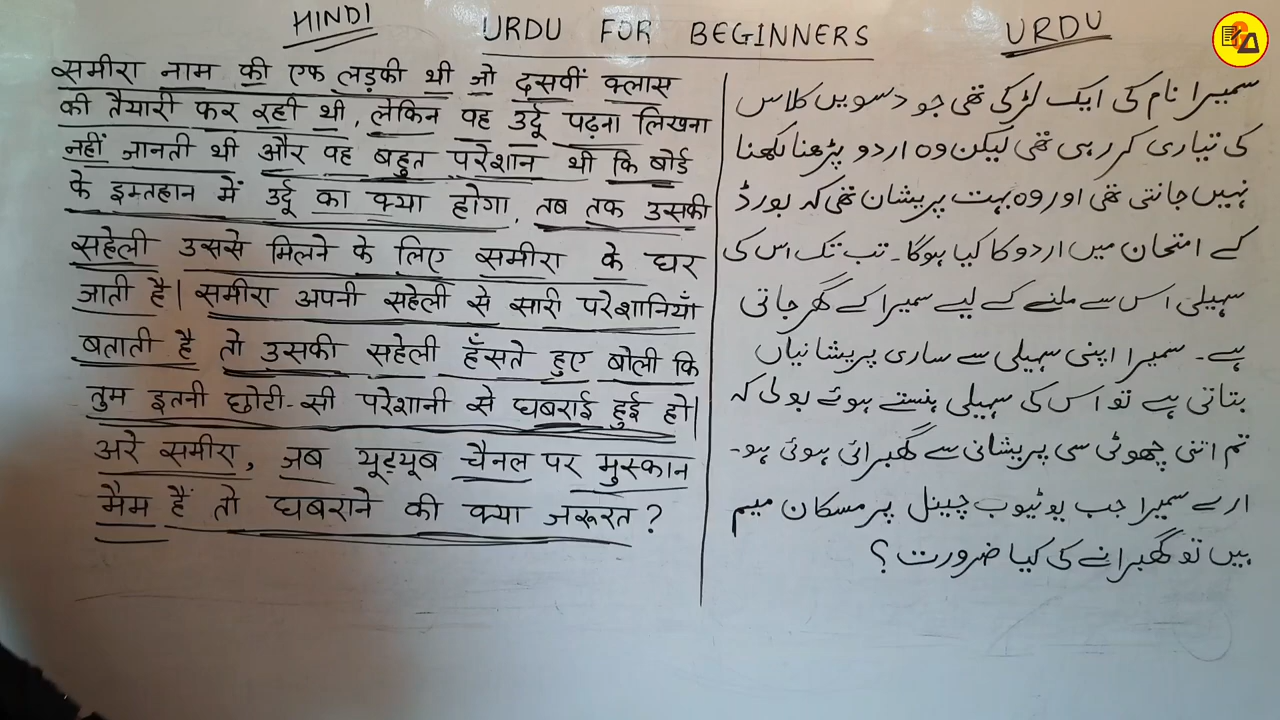 HINDI
URDU FOR BEGINNERS
URDU
समीरा नाम की एक लड़की थी जो दसवीं क्लास
की तैयारी कर रही थी, लेकिन वह उर्दू पढ़ना लिखना
नहीं जानती थी और वह बहुत परेशान थी कि बोर्ड
के इम्तहान में उर्दू का क्या होगा, तब तक उसकी
सहेली उससे मिलने के लिए समीरा के घर
जाती है। समीरा अपनी सहेली से सारी परेशानियाँ
बताती है तो उसकी सहेली हँसते हुए बोली कि
तुम इतनी छोटी-सी परेशानी से घबराई हुई हो।
अरे समीरा, जब यूट्यूब चैनल पर मुस्कान
मैम हैं तो घबराने की क्या जरूरत ?
سمیرا نام کی ایک لڑکی تھی جو دسویں کلاس
کی تیاری کر رہی تھی لیکن وہ اردو پڑھنا لکھنا
نہیں جانتی تھی اور وہ بہت پریشان تھی کہ بورڈ
کے امتحان میں اردو کا کیا ہوگا۔ تب تک اس کی
سہیلی اس سے ملنے کے لیے سمیرا کے گھر جاتی
ہے۔ سمیرا اپنی سہیلی سے ساری پریشانیاں
بتاتی ہے تو اس کی سہیلی ہنستے ہوئے بولی کہ
تم اتنی چھوٹی سی پریشانی سے گھبرائی ہوئی ہو۔
ارے سمیرا جب یوٹیوب چینل پر مسکان میم
ہیں تو گھبرانے کی کیا ضرورت ؟